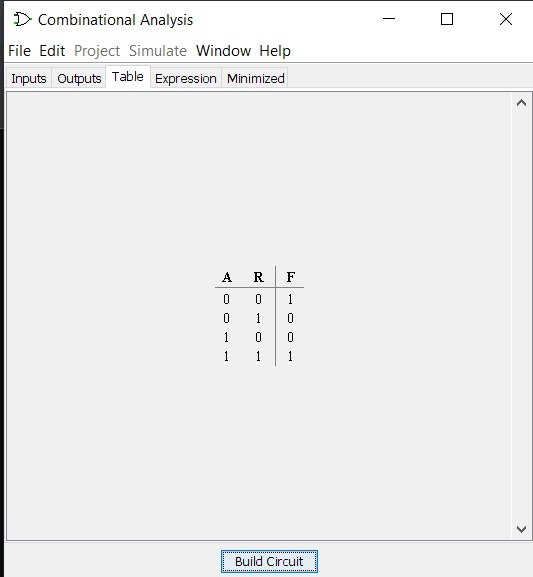 Combinational Analysis
File Edit Project Simulate Window Help
Inputs Outputs Table Expression Minimized
A R F
0 0 1
0 1 0
1 0 0
1 1 1
Build Circuit